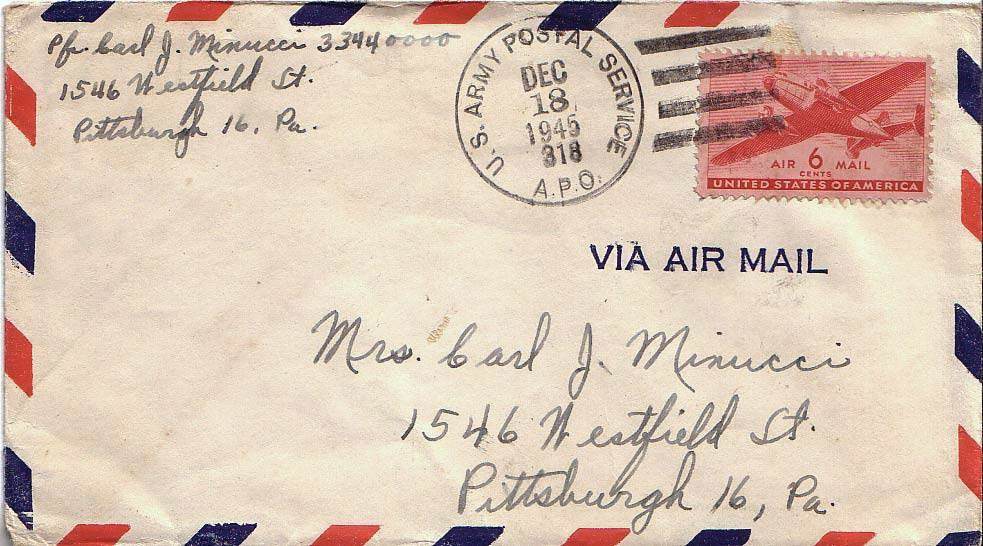 Pfc. Carl J. Minucci 33440000
1546 Westfield St.
Pittsburgh 16, Pa.
U.S. ARMY POSTAL SERVICE
DEC
18
1945
318
A.P.O.
AIR 6 MAIL
CENTS
UNITED STATES OF AMERICA
VIA AIR MAIL
Mrs. Carl J. Minucci
1546 Westfield St.
Pittsburgh 16, Pa.